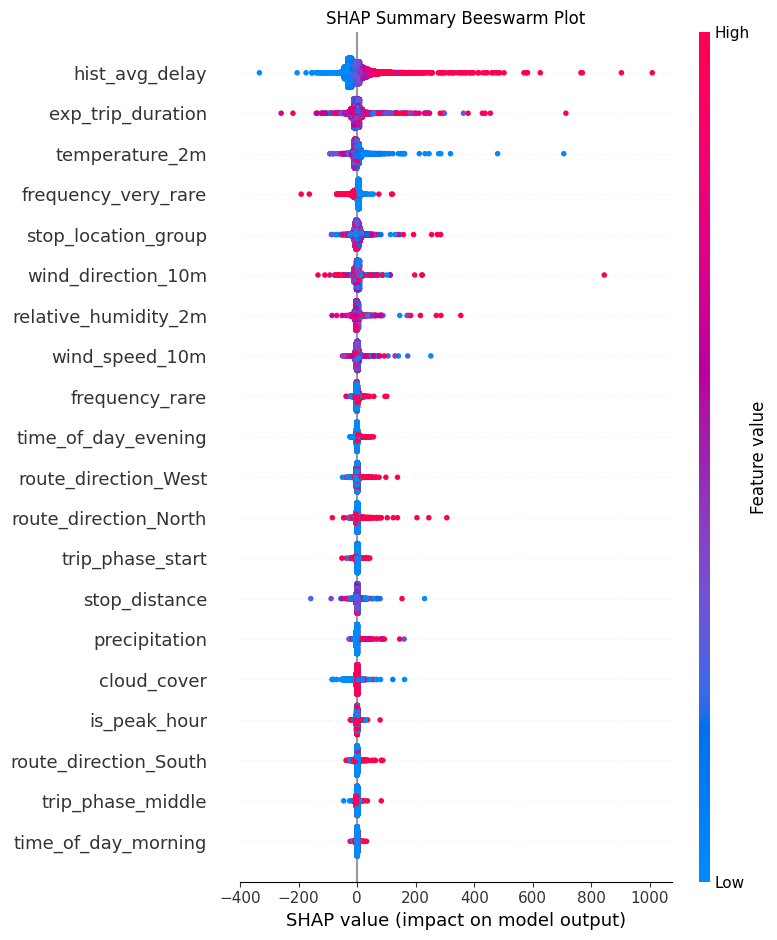 SHAP Summary Beeswarm Plot
High
hist_avg_delay
exp_trip_duration
temperature_2m
frequency_very_rare
stop_location_group
wind_direction_10m
relative_humidity_2m
wind_speed_10m
frequency_rare
time_of_day_evening
route_direction_West
route_direction_North
trip_phase_start
stop_distance
precipitation
cloud_cover
is_peak_hour
route_direction_South
trip_phase_middle
time_of_day_morning
Feature value
Low
−400 −200 0 200 400 600 800 1000
SHAP value (impact on model output)